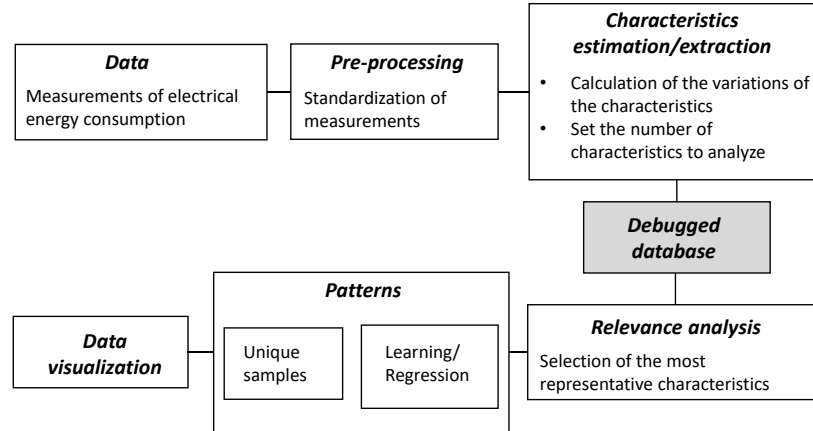 Data
Measurements of electrical
energy consumption
Pre-processing
Standardization of
measurements
Characteristics
estimation/extraction
• Calculation of the variations of
the characteristics
• Set the number of
characteristics to analyze
Debugged
database
Relevance analysis
Selection of the most
representative characteristics
Patterns
Unique
samples
Learning/
Regression
Data
visualization